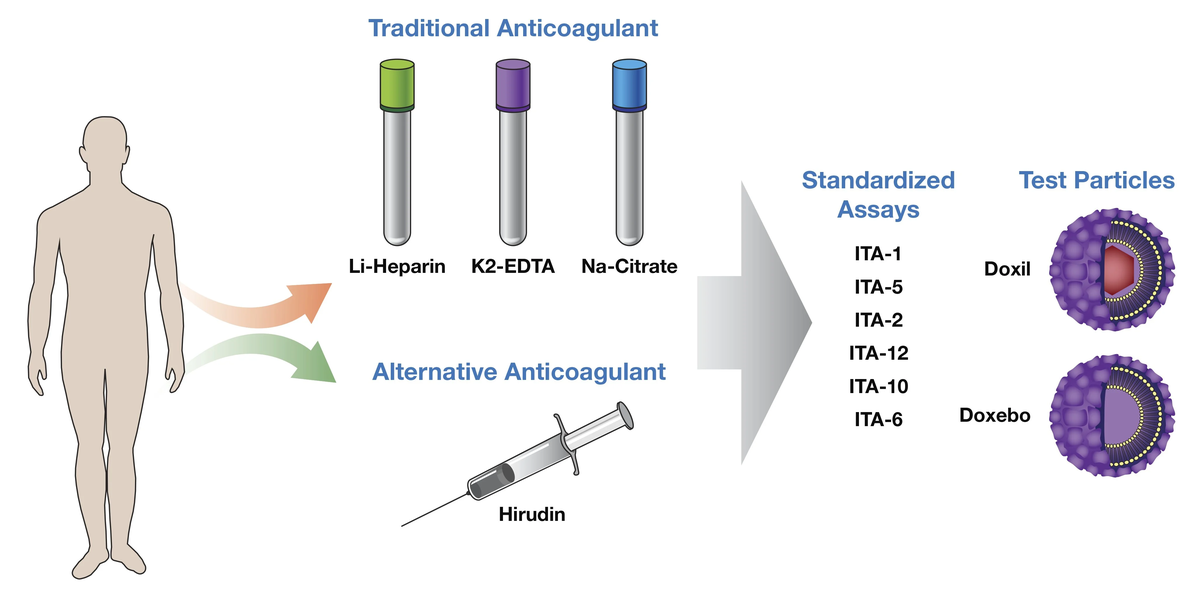 Traditional Anticoagulant
Li-Heparin
K2-EDTA
Na-Citrate
Alternative Anticoagulant
Hirudin
Standardized
Assays
ITA-1
ITA-5
ITA-2
ITA-12
ITA-10
ITA-6
Test Particles
Doxil
Doxebo